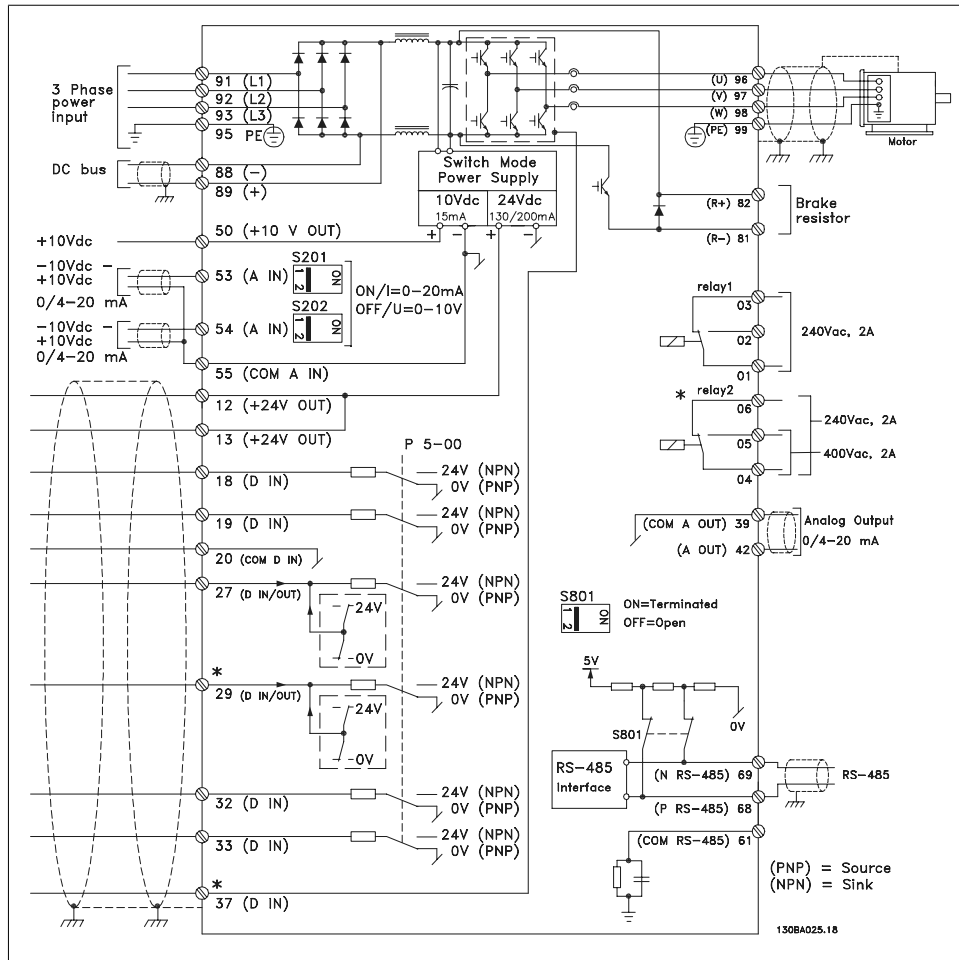 3 Phase
power
input
91 (L1)
92 (L2)
93 (L3)
95 PE
DC bus
88 (-)
89 (+)
Switch Mode
Power Supply
10Vdc
15mA
24Vdc
130/200mA
+ - + -
(U) 96
(V) 97
(W) 98
(PE) 99
Motor
(R+) 82
Brake
resistor
(R-) 81
+10Vdc
50 (+10 V OUT)
-10Vdc -
+10Vdc
0/4-20 mA
53 (A IN)
S201
1 2
ON
ON/I=0-20mA
OFF/U=0-10V
S202
1 2
ON
-10Vdc -
+10Vdc
0/4-20 mA
54 (A IN)
55 (COM A IN)
12 (+24V OUT)
13 (+24V OUT)
P 5-00
18 (D IN)
24V (NPN)
0V (PNP)
19 (D IN)
24V (NPN)
0V (PNP)
20 (COM D IN)
27 (D IN/OUT)
24V (NPN)
0V (PNP)
24V
0V
*
29 (D IN/OUT)
24V (NPN)
0V (PNP)
24V
0V
32 (D IN)
24V (NPN)
0V (PNP)
33 (D IN)
24V (NPN)
0V (PNP)
*
37 (D IN)
relay1
03
02
01
240Vac, 2A
* relay2
06
05
04
240Vac, 2A
400Vac, 2A
(COM A OUT) 39
(A OUT) 42
Analog Output
0/4-20 mA
S801
1 2
ON
ON=Terminated
OFF=Open
5V
0V
S801
RS-485
Interface
(N RS-485) 69
(P RS-485) 68
RS-485
(COM RS-485) 61
(PNP) = Source
(NPN) = Sink
130BA025.18